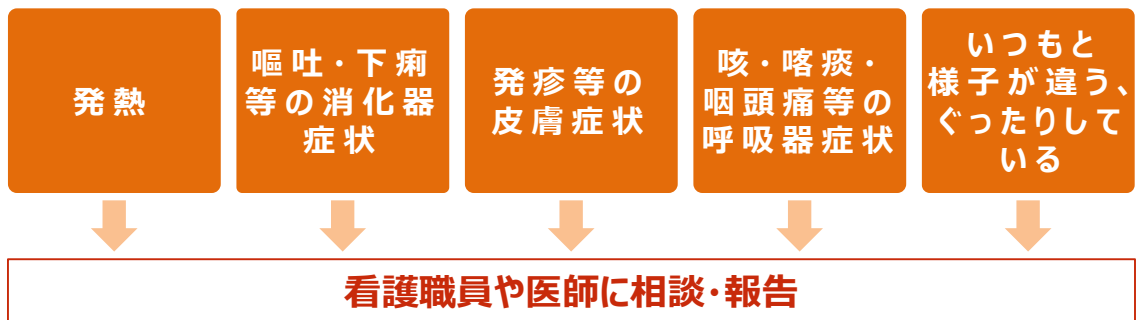 発熱
嘔吐・下痢
等の消化器
症状
発疹等の
皮膚症状
咳・喀痰・
咽頭痛等の
呼吸器症状
いつもと
様子が違う、
ぐったりして
いる
看護職員や医師に相談・報告